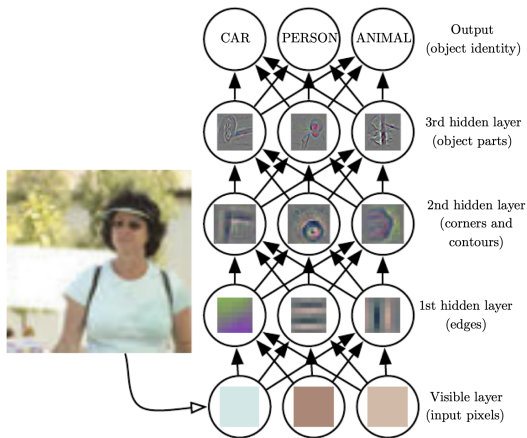 CAR
PERSON
ANIMAL
Output
(object identity)
3rd hidden layer
(object parts)
2nd hidden layer
(corners and
contours)
1st hidden layer
(edges)
Visible layer
(input pixels)